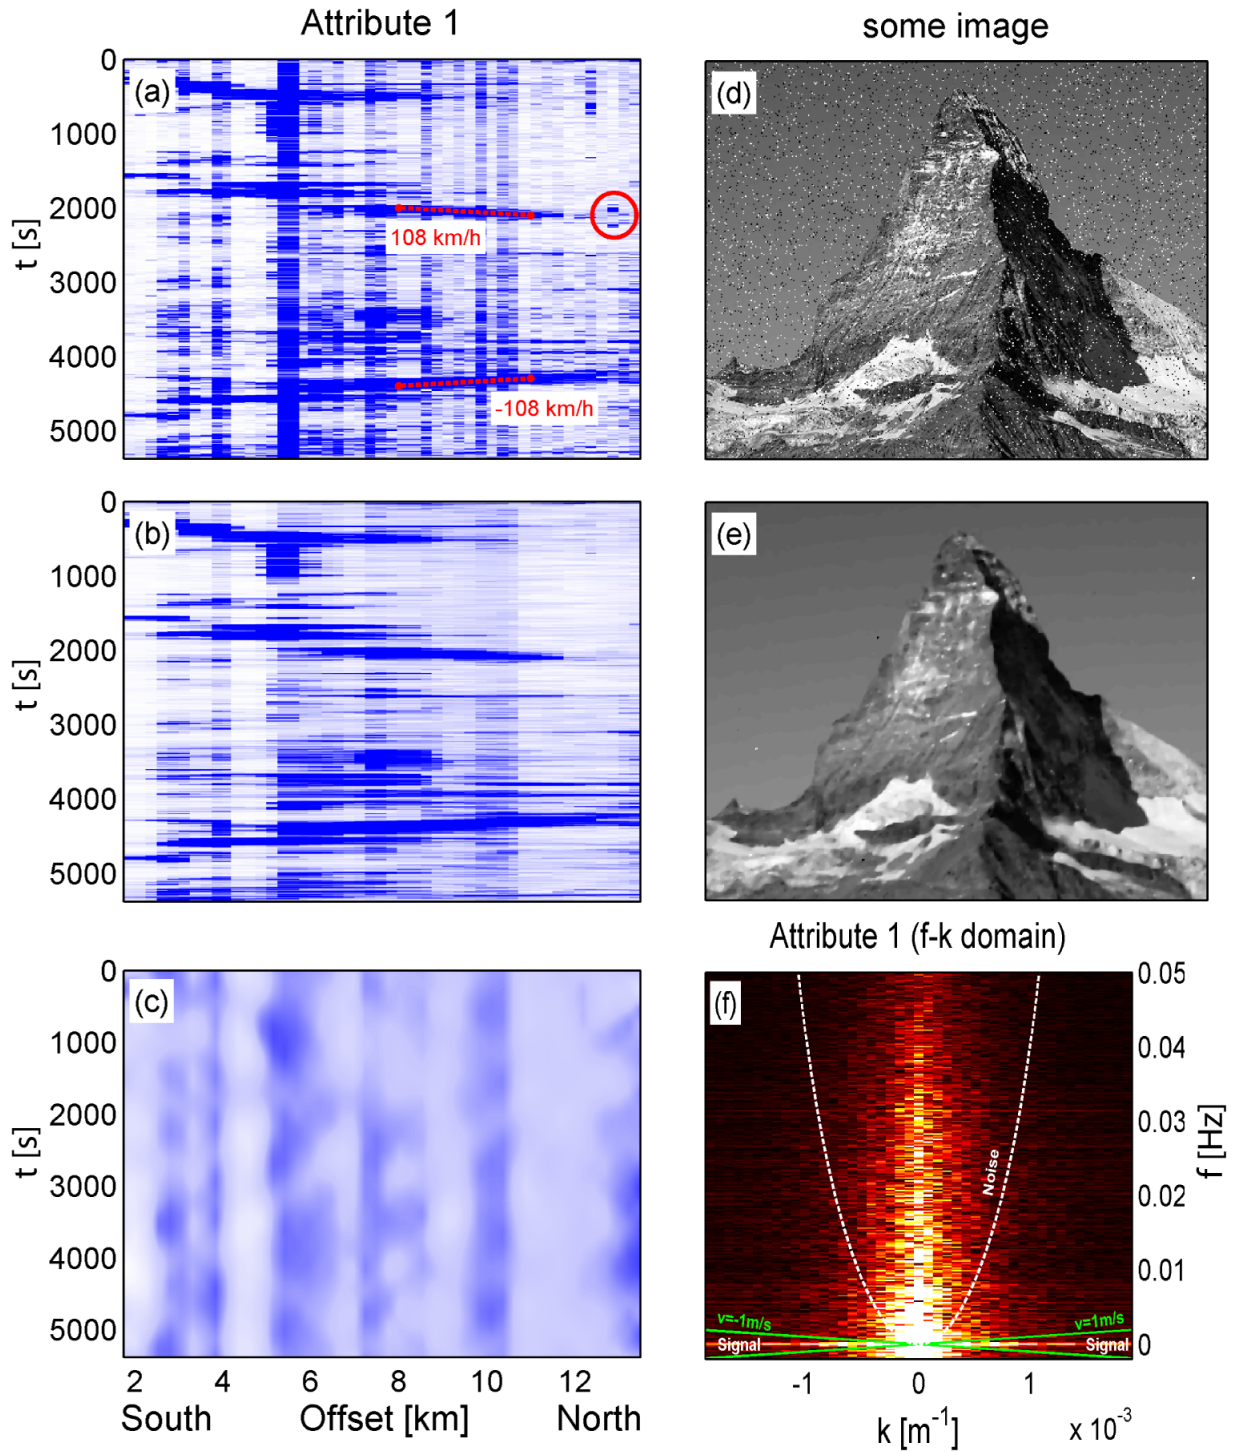 Attribute 1
some image
(a)
0
1000
2000
3000
4000
5000
t [s]
108 km/h
-108 km/h
(d)
(b)
0
1000
2000
3000
4000
5000
t [s]
(e)
Attribute 1 (f-k domain)
(c)
0
1000
2000
3000
4000
5000
t [s]
2 4 6 8 10 12
South Offset [km] North
(f)
0.05
0.04
0.03
0.02
0.01
0
f [Hz]
Noise
v=-1m/s
v=1m/s
Signal
Signal
-1 0 1
k [m⁻¹]
x 10⁻³